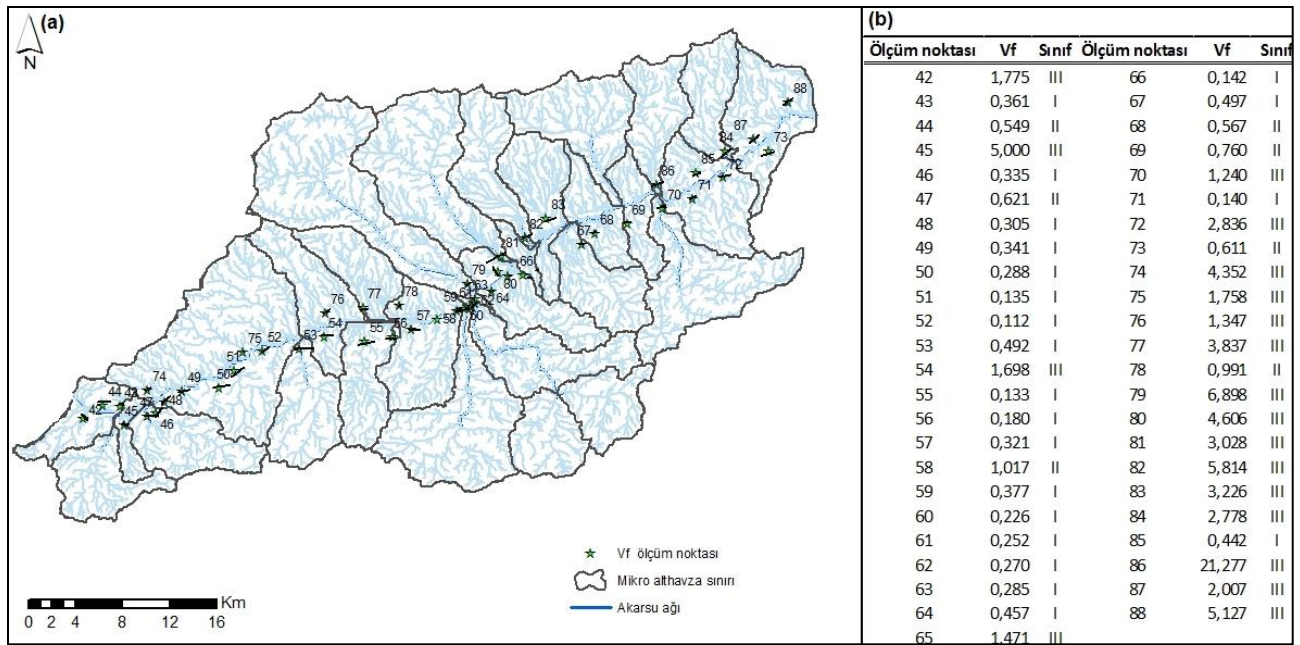 (a)
N
88
87
84
73
85
72
86
71
70
83
69
68
82
67
281
66
79
80
63
64
78
59
62
60
77
57
58
76
56
54
55
53
75
52
51
50
74
49
44
42
48
45
46
Vf ölçüm noktası
Mikro althavza sınırı
Akarsu ağı
Km
0 2 4 8 12 16
(b)
Ölçüm noktası Vf Sınıf Ölçüm noktası Vf Sınıf
42 1,775 III 66 0,142 I
43 0,361 I 67 0,497 I
44 0,549 II 68 0,567 II
45 5,000 III 69 0,760 II
46 0,335 I 70 1,240 III
47 0,621 II 71 0,140 I
48 0,305 I 72 2,836 III
49 0,341 I 73 0,611 II
50 0,288 I 74 4,352 III
51 0,135 I 75 1,758 III
52 0,112 I 76 1,347 III
53 0,492 I 77 3,837 III
54 1,698 III 78 0,991 II
55 0,133 I 79 6,898 III
56 0,180 I 80 4,606 III
57 0,321 I 81 3,028 III
58 1,017 II 82 5,814 III
59 0,377 I 83 3,226 III
60 0,226 I 84 2,778 III
61 0,252 I 85 0,442 I
62 0,270 I 86 21,277 III
63 0,285 I 87 2,007 III
64 0,457 I 88 5,127 III
65 1,471 III